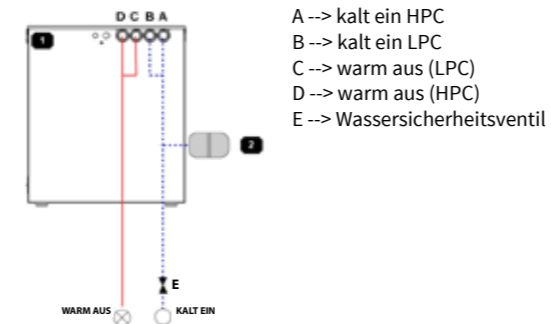 D C B A
1
2
E
WARM AUS
KALT EIN
A --> kalt ein HPC
B --> kalt ein LPC
C --> warm aus (LPC)
D --> warm aus (HPC)
E --> Wassersicherheitsventil